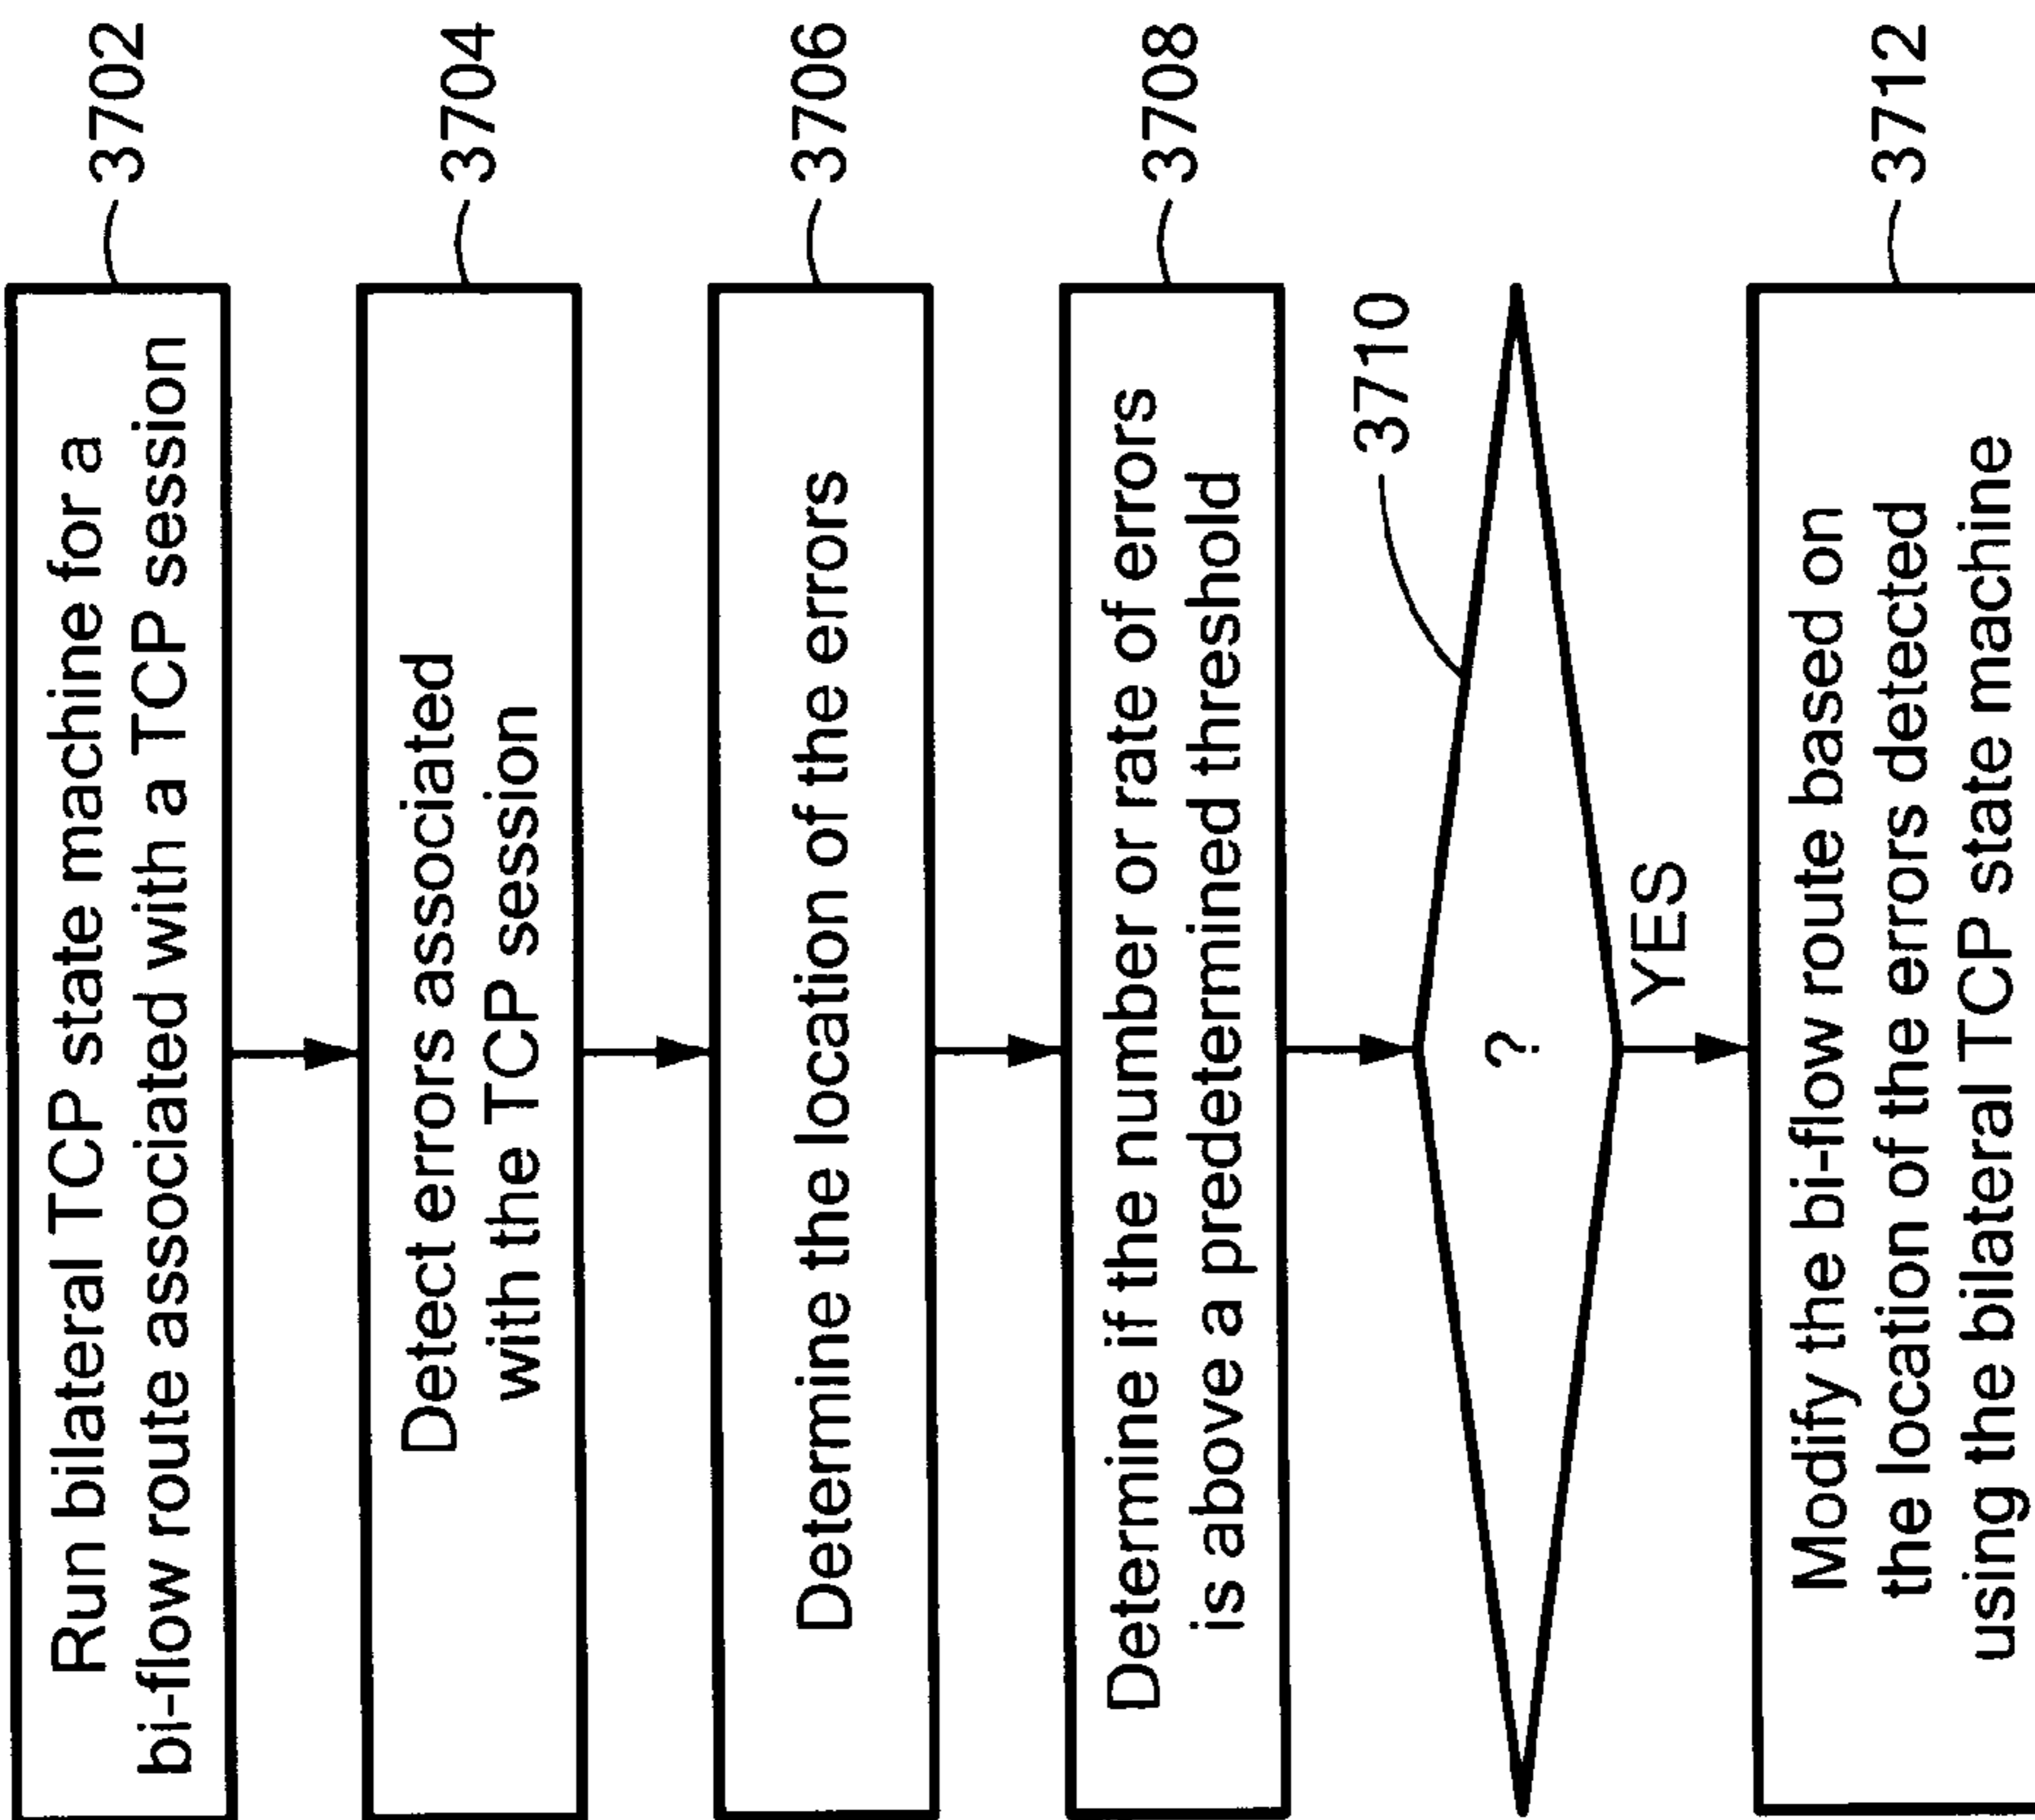 Run bilateral TCP state machine for a
bi-flow route associated with a TCP session
3702
Detect errors associated
with the TCP session
3704
Determine the location of the errors
3706
Determine if the number or rate of errors
is above a predetermined threshold
3708
3710
?
YES
Modify the bi-flow route based on
the location of the errors detected
using the bilateral TCP state machine
3712